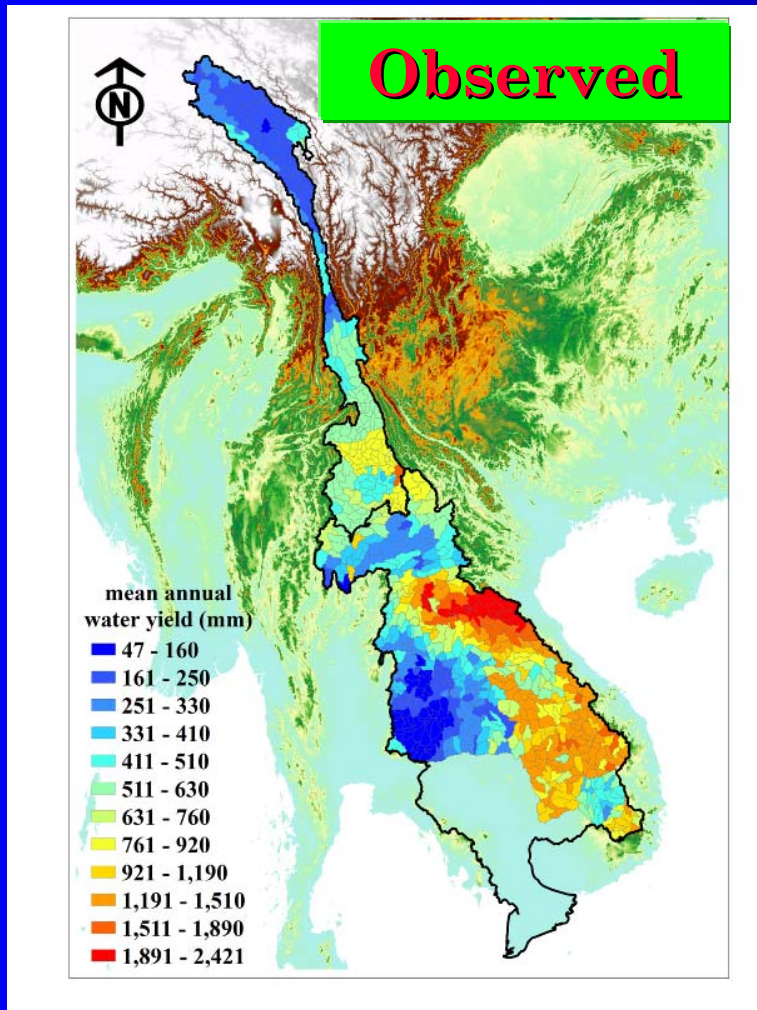 Observed
N
mean annual
water yield (mm)
47 - 160
161 - 250
251 - 330
331 - 410
411 - 510
511 - 630
631 - 760
761 - 920
921 - 1,190
1,191 - 1,510
1,511 - 1,890
1,891 - 2,421